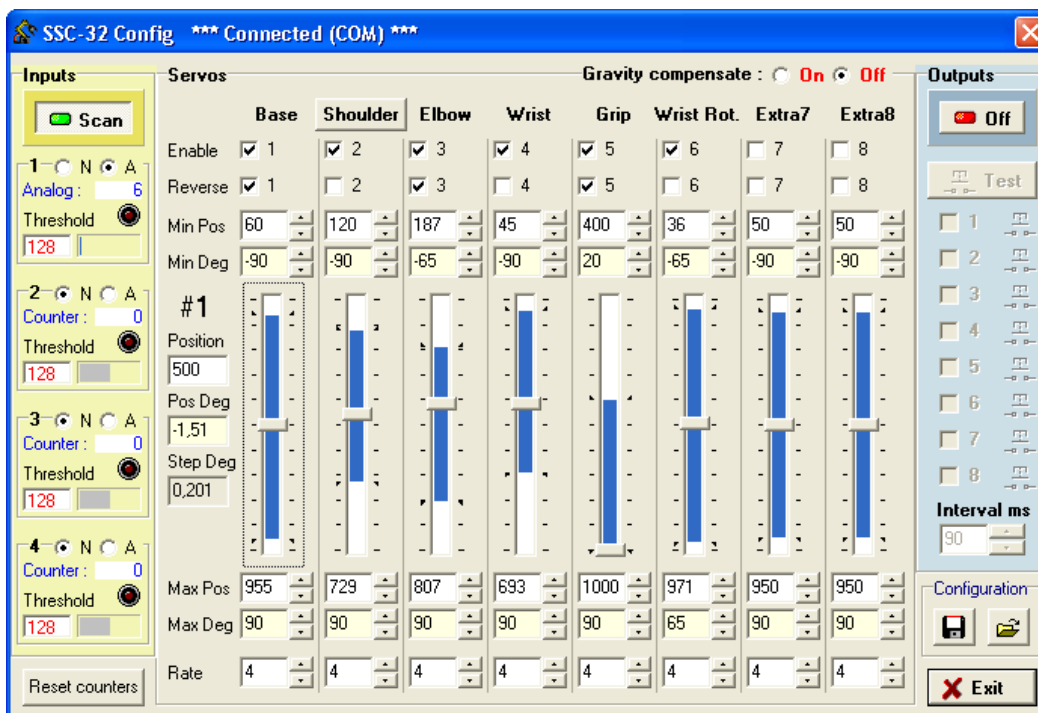 SSC-32 Config *** Connected (COM) ***
Inputs
Servos
Gravity compensate : On Off
Outputs
Scan
Base Shoulder Elbow Wrist Grip Wrist Rot. Extra7 Extra8
Off
Enable 1 2 3 4 5 6 7 8
Reverse 1 2 3 4 5 6 7 8
Min Pos 60 120 187 45 400 36 50 50
Min Deg -90 -90 -65 -90 20 -65 -90 -90
1 N A
Analog : 6
Threshold
128
2 N A
Counter : 0
Threshold
128
3 N A
Counter : 0
Threshold
128
4 N A
Counter : 0
Threshold
128
#1
Position
500
Pos Deg
-1,51
Step Deg
0,201
Test
1
2
3
4
5
6
7
8
Interval ms
90
Max Pos 955 729 807 693 1000 971 950 950
Max Deg 90 90 90 90 90 65 90 90
Rate 4 4 4 4 4 4 4 4
Configuration
Reset counters
Exit